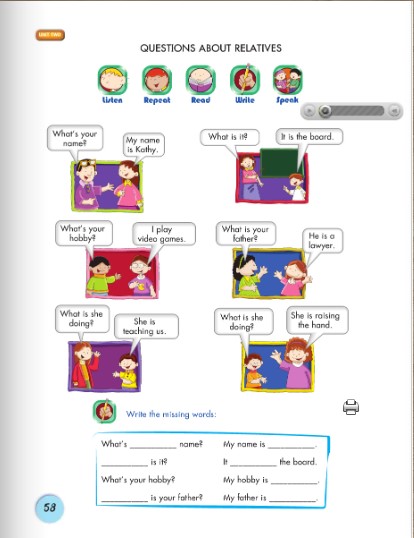 UNIT TWO
QUESTIONS ABOUT RELATIVES
Listen Repeat Read Write Speak
What's your
name?
My name
is Kathy.
What is it?
It is the board.
What's your
hobby?
I play
video games.
What is your
father?
He is a
lawyer.
What is she
doing?
She is
teaching us.
What is she
doing?
She is raising
the hand.
Write the missing words:
What's __________ name? My name is __________.
__________ is it? It __________ the board.
What's your hobby? My hobby is __________.
__________ is your father? My father is __________.
58